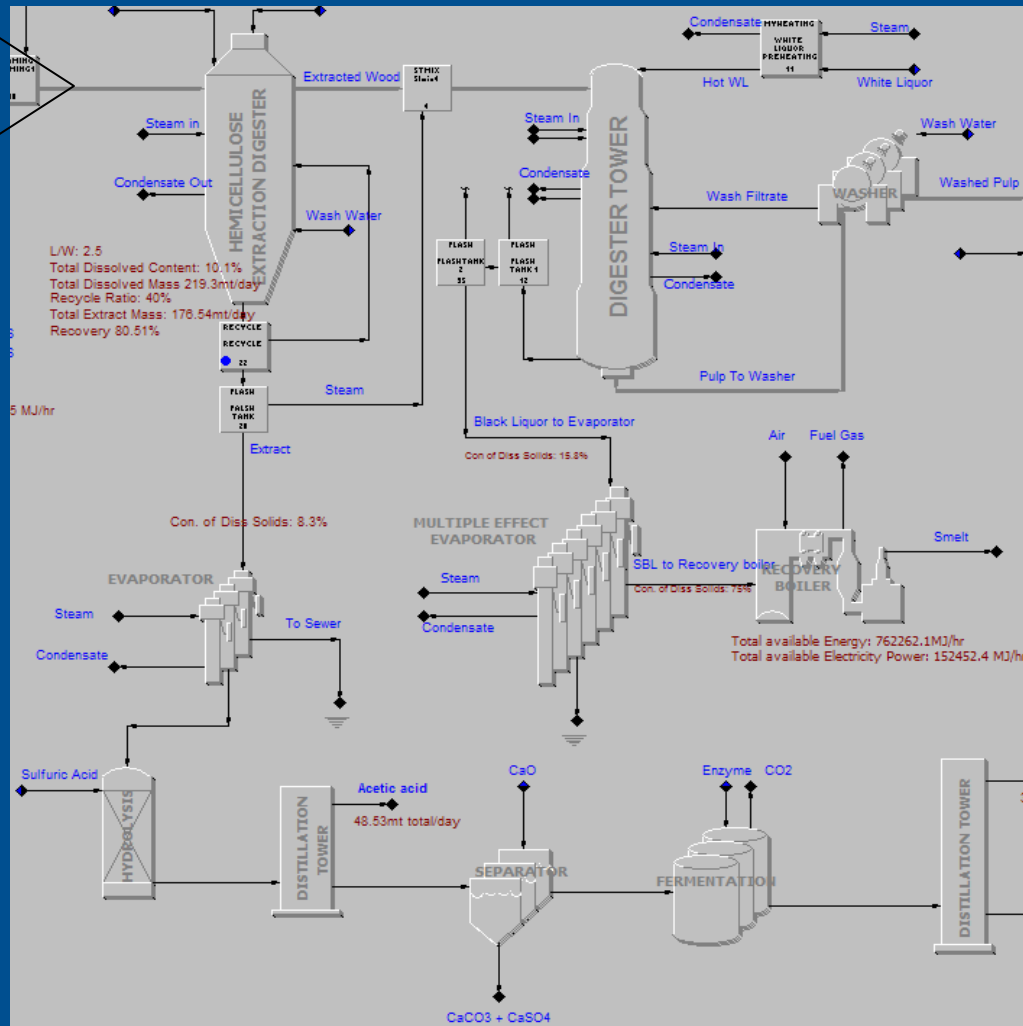 Condensate
MYHEATING
WHITE
LIQUOR
PREHEATING
11
Steam
Hot WL
White Liquor
Extracted Wood
STMIX
4
HEMICELLULOSE
EXTRACTION DIGESTER
Steam in
Condensate Out
Wash Water
DIGESTER TOWER
Steam In
Condensate
Steam In
Condensate
Wash Water
WASHER
Washed Pulp
Wash Filtrate
L/W: 2.5
Total Dissolved Content: 10.1%
Total Dissolved Mass 219.3mt/day
Recycle Ratio: 40%
Total Extract Mass: 176.54mt/day
Recovery 80.51%
FLASH
FLASHTANK
2
35
FLASH
TANK 1
12
RECYCLE
RECYCLE
22
5 MJ/hr
FLASH
FALSH
TANK
28
Steam
Pulp To Washer
Extract
Black Liquor to Evaporator
Con of Diss Solids: 15.8%
Air
Fuel Gas
Con. of Diss Solids: 8.3%
MULTIPLE EFFECT
EVAPORATOR
Smelt
SBL to Recovery boiler
RECOVERY
BOILER
Con. of Diss Solids: 75%
EVAPORATOR
Steam
Condensate
To Sewer
Steam
Condensate
Total available Energy: 762262.1MJ/hr
Total available Electricity Power: 152452.4 MJ/hr
Sulfuric Acid
HYDROLYSIS
DISTILLATION
TOWER
Acetic acid
48.53mt total/day
CaO
SEPARATOR
CaCO3 + CaSO4
Enzyme
CO2
FERMENTATION
DISTILLATION TOWER